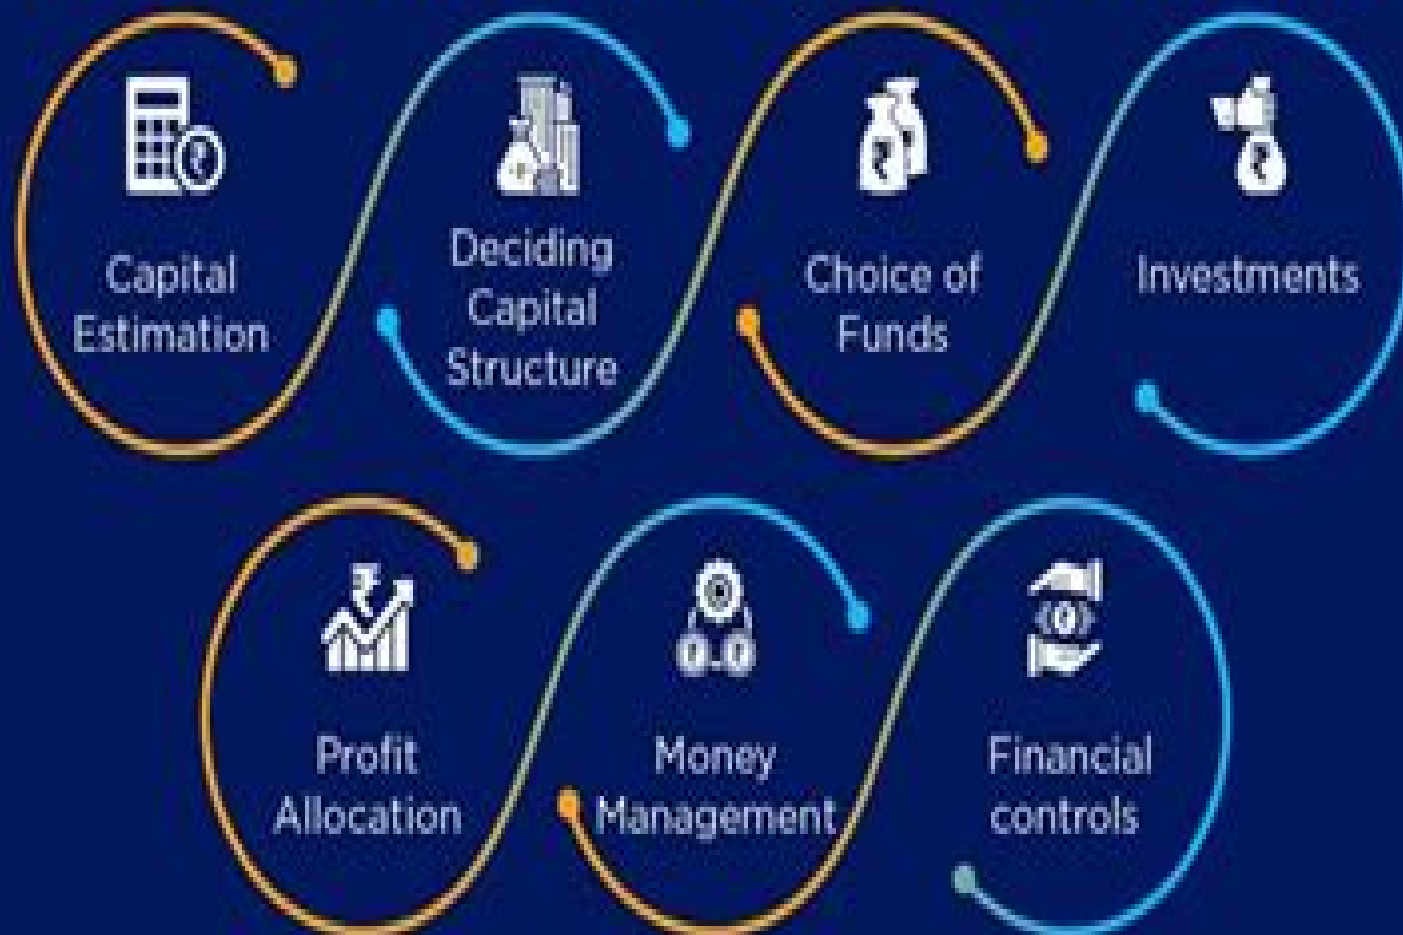 Capital
Estimation
Deciding
Capital
Structure
Choice of
Funds
Investments
Profit
Allocation
Money
Management
Financial
controls